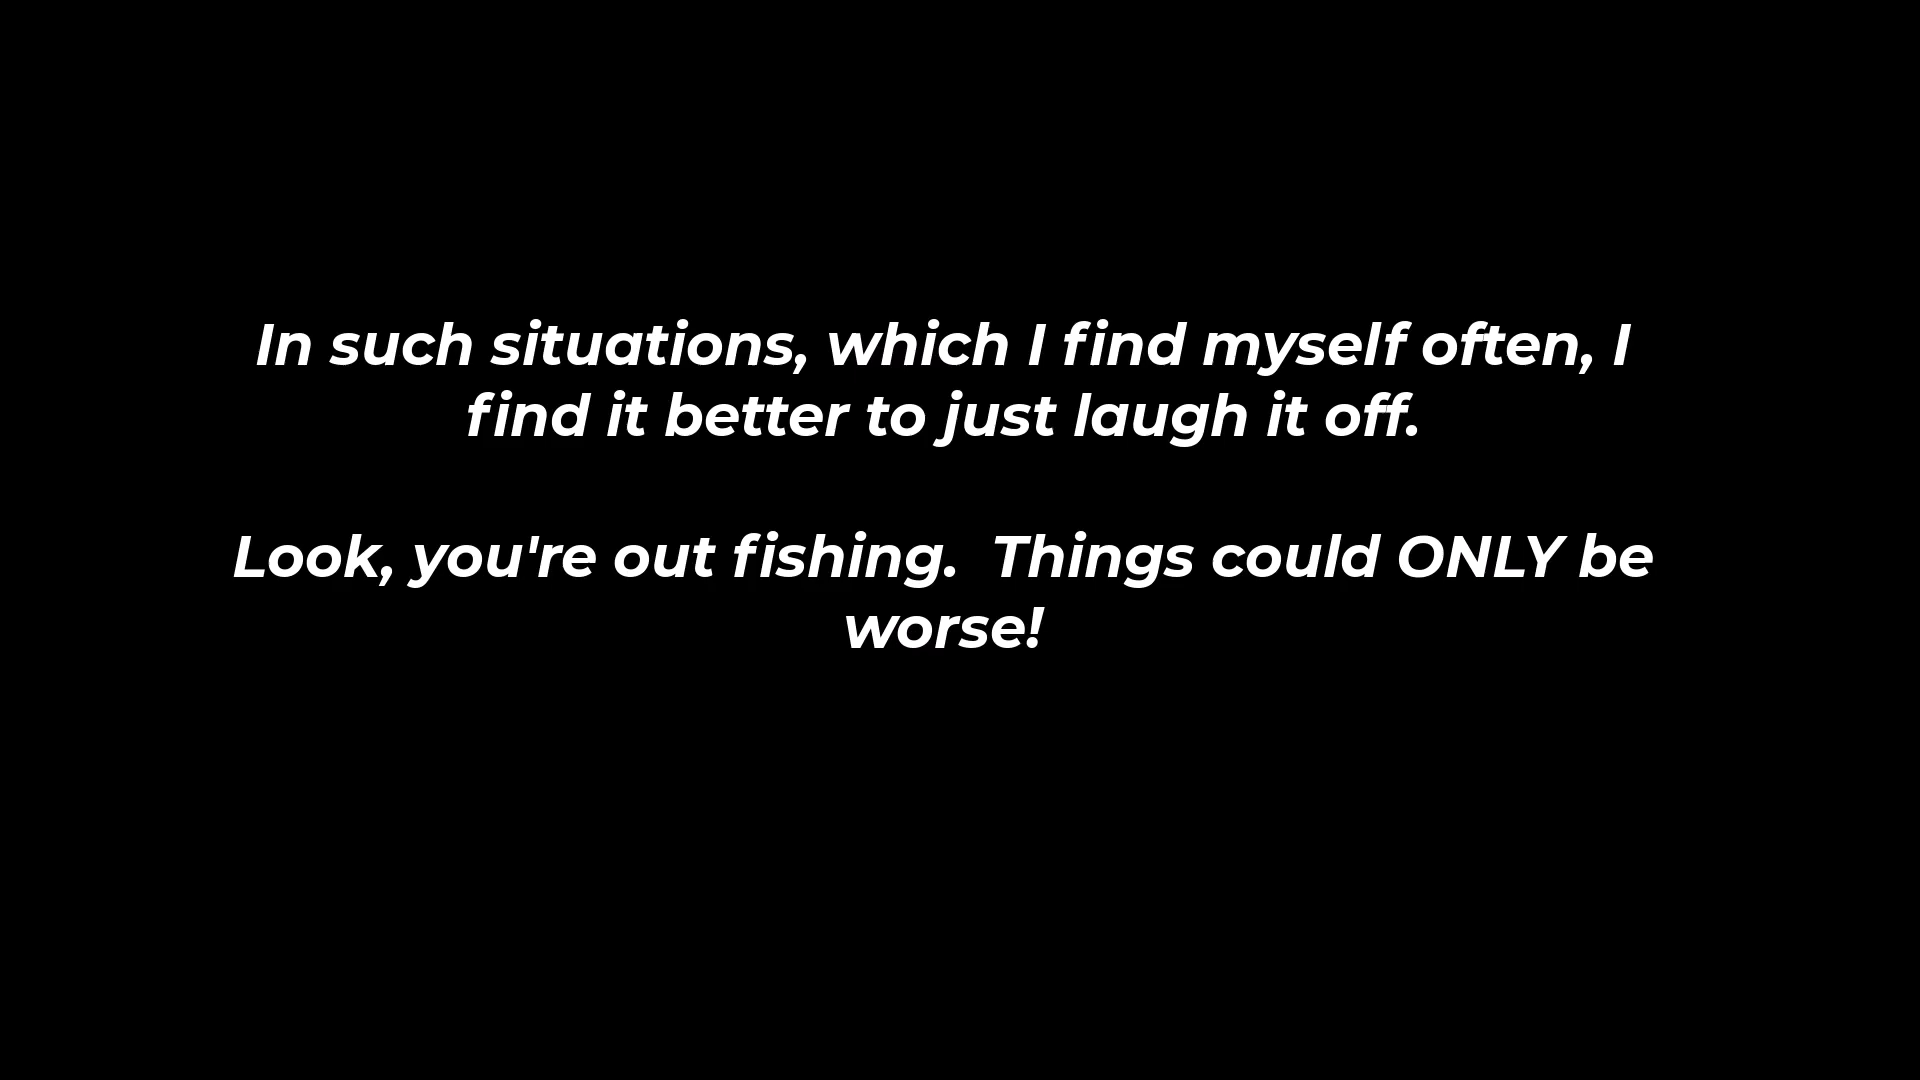 In such situations, which I find myself often, I
find it better to just laugh it off.
Look, you're out fishing.  Things could ONLY be
worse!